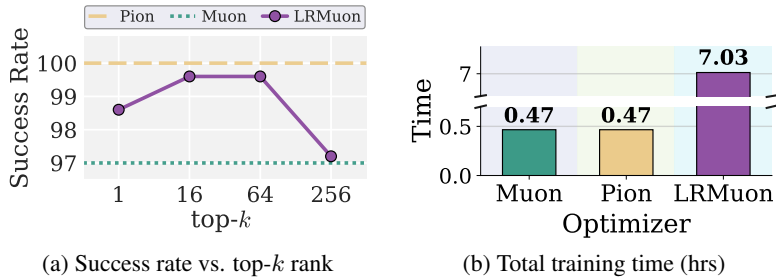 Pion Muon LRMuon
Success Rate
100
99
98
97
1 16 64 256
top-k
(a) Success rate vs. top-k rank
Time
7
0.5
0.0
0.47 0.47 7.03
Muon Pion LRMuon
Optimizer
(b) Total training time (hrs)